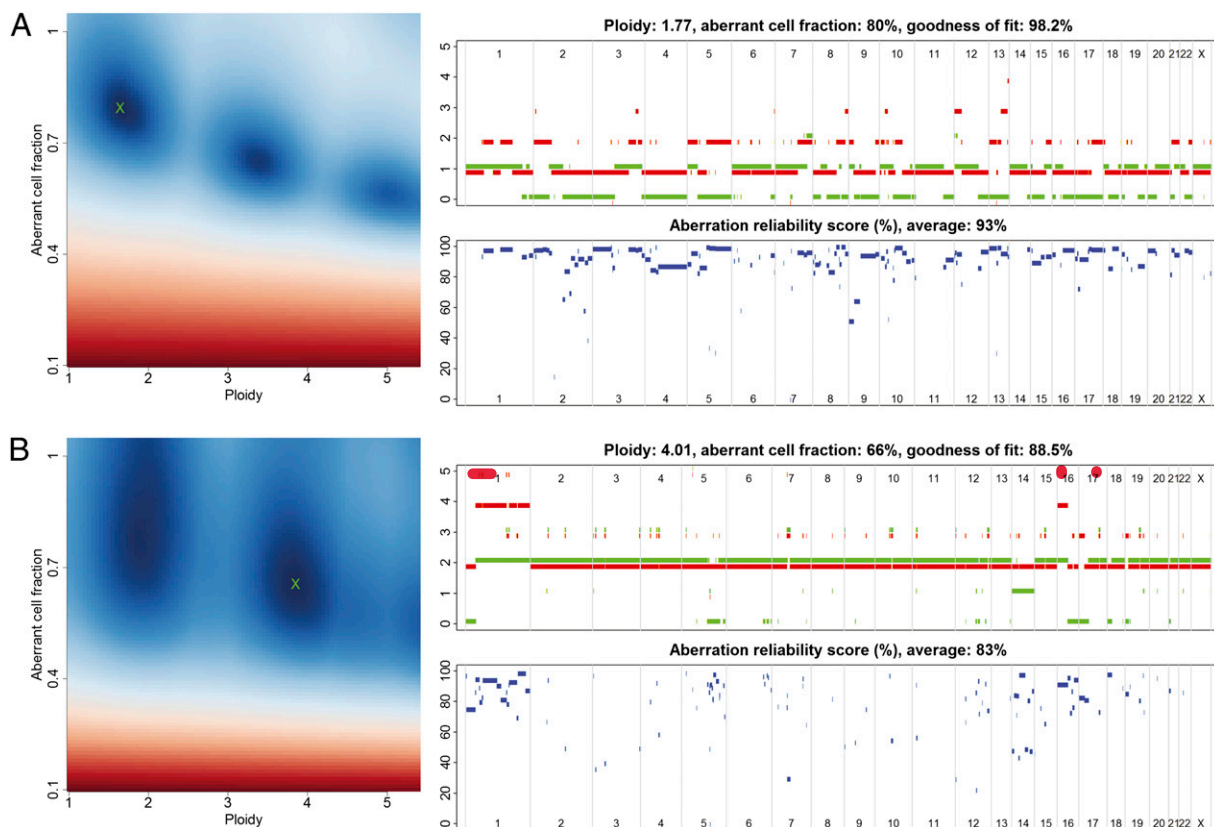 A
Aberrant cell fraction
1
0.7
0.4
0.1
1 2 3 4 5
Ploidy
Ploidy: 1.77, aberrant cell fraction: 80%, goodness of fit: 98.2%
5
4
3
2
1
0
1 2 3 4 5 6 7 8 9 10 11 12 13 14 15 16 17 18 19 20 2122 X
Aberration reliability score (%), average: 93%
100
80
60
40
20
0
1 2 3 4 5 6 7 8 9 10 11 12 13 14 15 16 17 18 19 20 2122 X
B
Aberrant cell fraction
1
0.7
0.4
0.1
1 2 3 4 5
Ploidy
X
Ploidy: 4.01, aberrant cell fraction: 66%, goodness of fit: 88.5%
5
4
3
2
1
0
1 2 3 4 5 6 7 8 9 10 11 12 13 14 15 16 17 18 19 20 2122 X
Aberration reliability score (%), average: 83%
100
80
60
40
20
0
1 2 3 4 5 6 7 8 9 10 11 12 13 14 15 16 17 18 19 20 2122 X